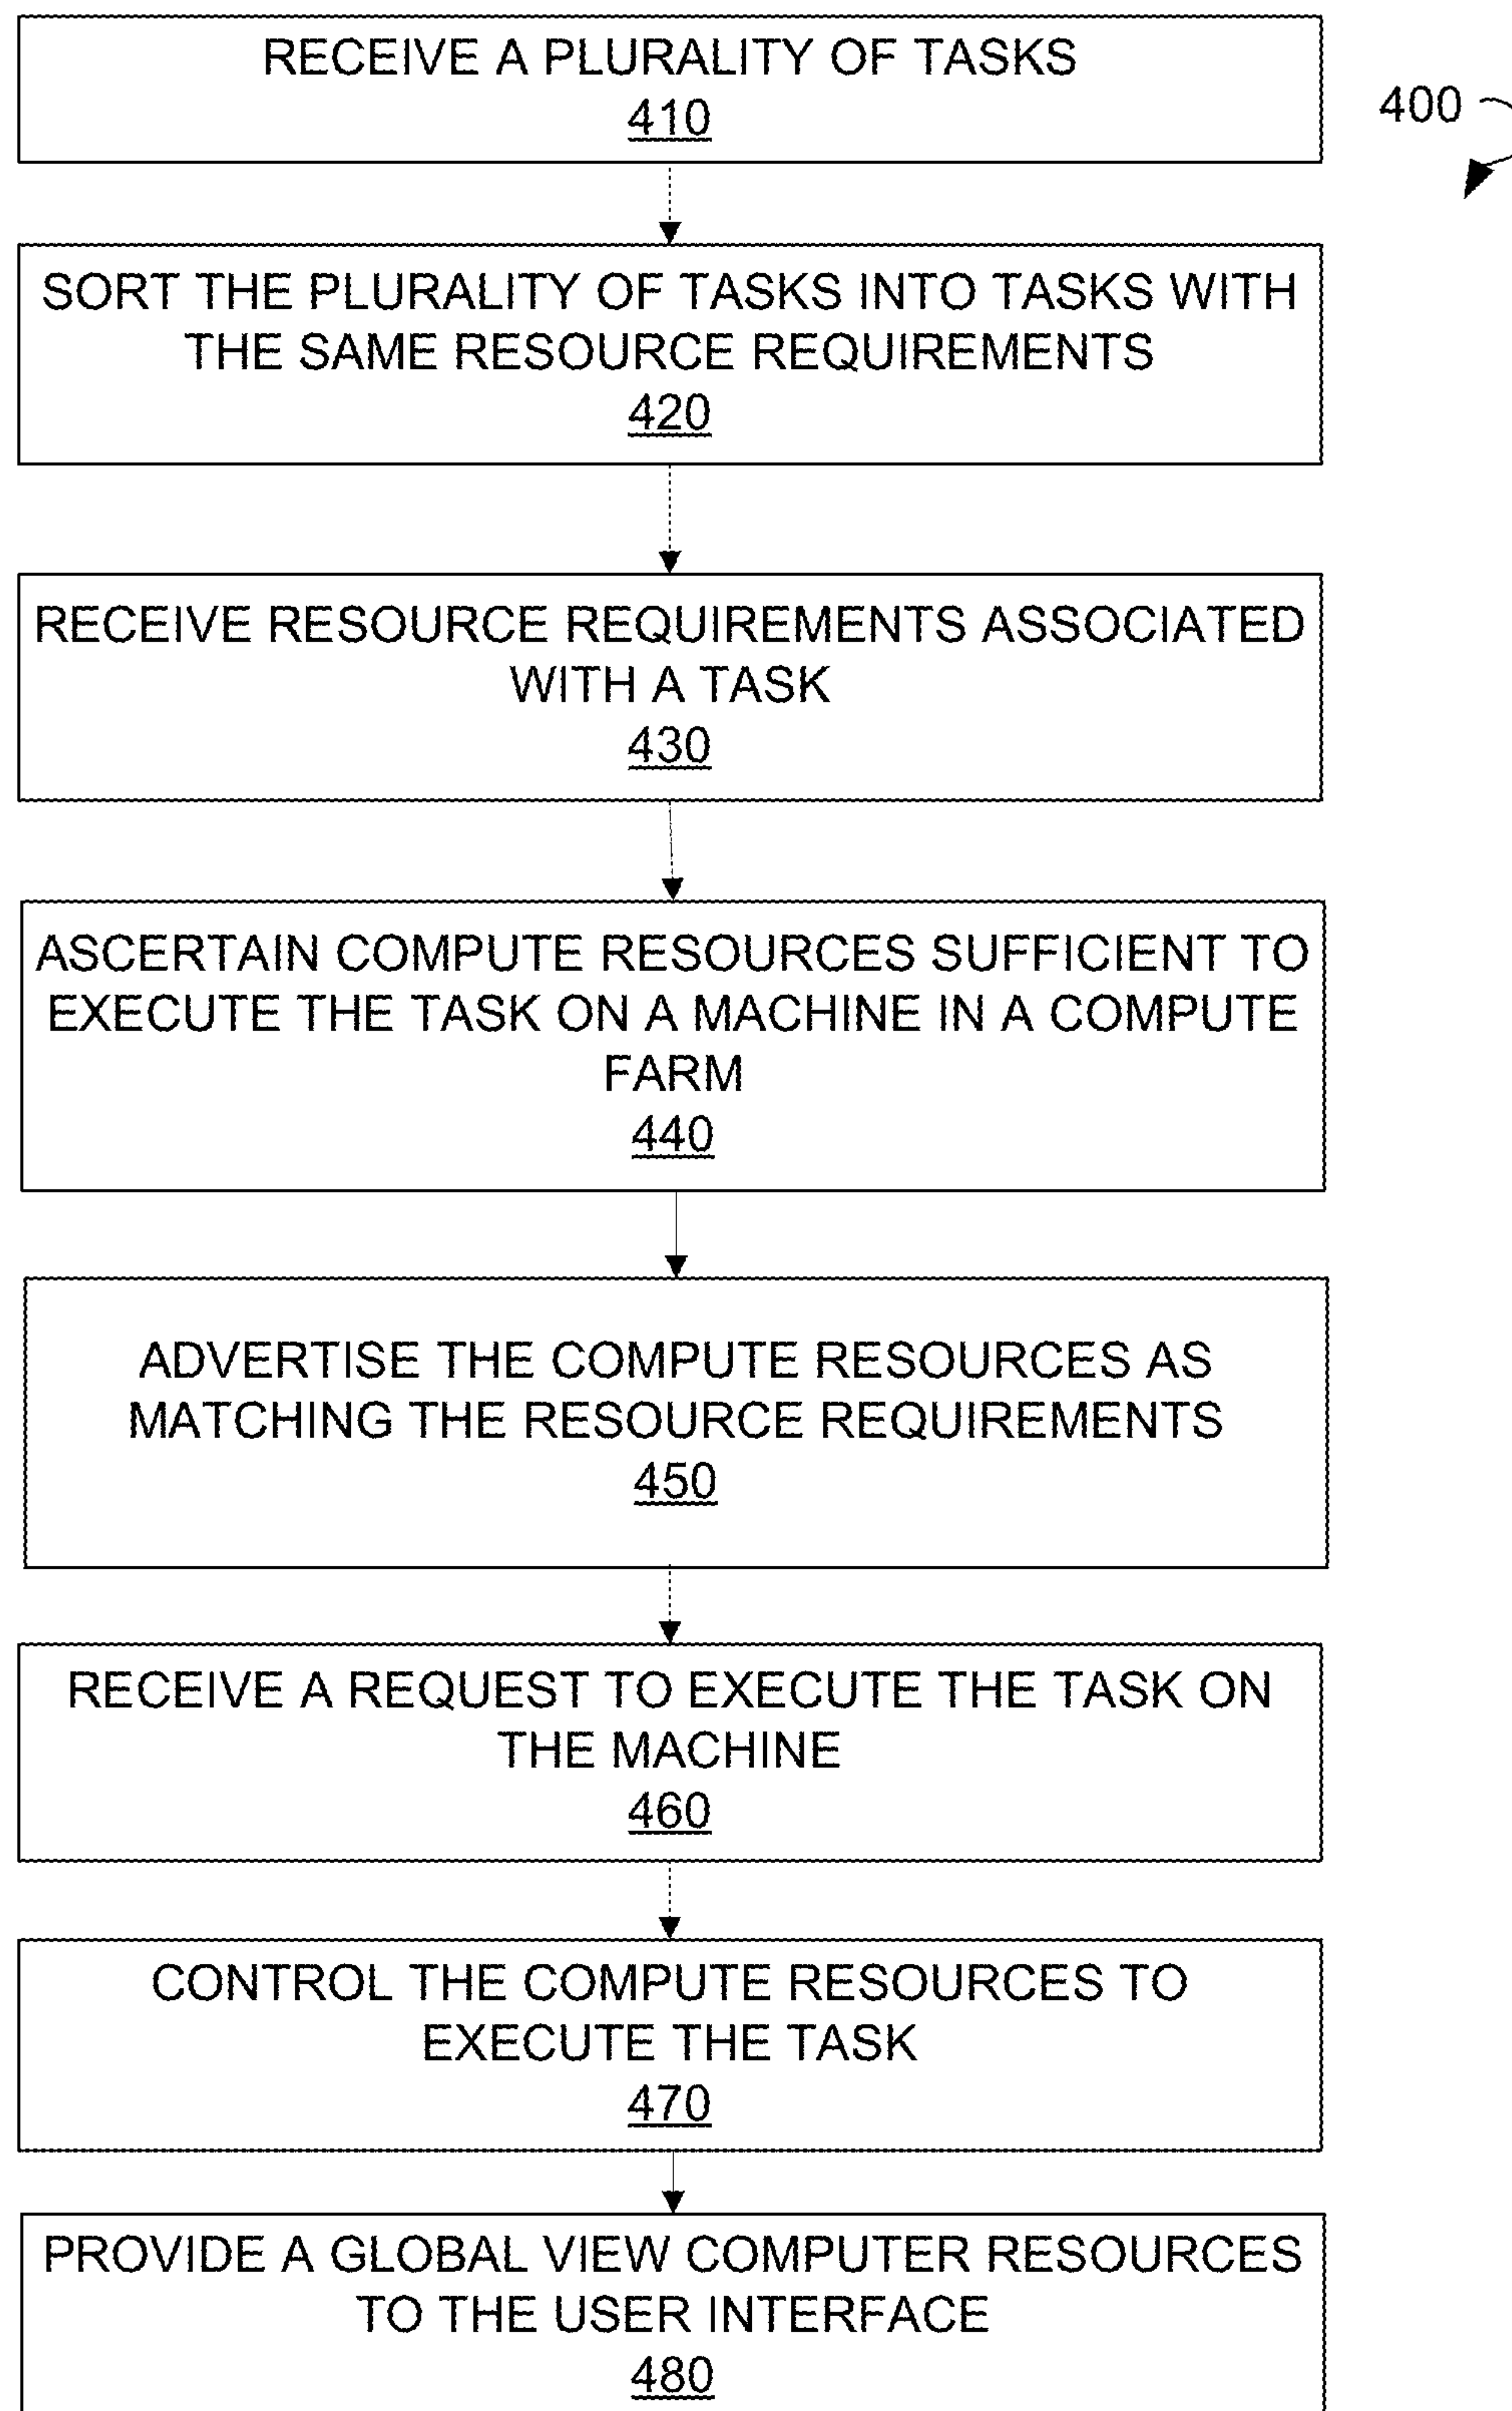 RECEIVE A PLURALITY OF TASKS
410
400
SORT THE PLURALITY OF TASKS INTO TASKS WITH
THE SAME RESOURCE REQUIREMENTS
420
RECEIVE RESOURCE REQUIREMENTS ASSOCIATED
WITH A TASK
430
ASCERTAIN COMPUTE RESOURCES SUFFICIENT TO
EXECUTE THE TASK ON A MACHINE IN A COMPUTE
FARM
440
ADVERTISE THE COMPUTE RESOURCES AS
MATCHING THE RESOURCE REQUIREMENTS
450
RECEIVE A REQUEST TO EXECUTE THE TASK ON
THE MACHINE
460
CONTROL THE COMPUTE RESOURCES TO
EXECUTE THE TASK
470
PROVIDE A GLOBAL VIEW COMPUTER RESOURCES
TO THE USER INTERFACE
480